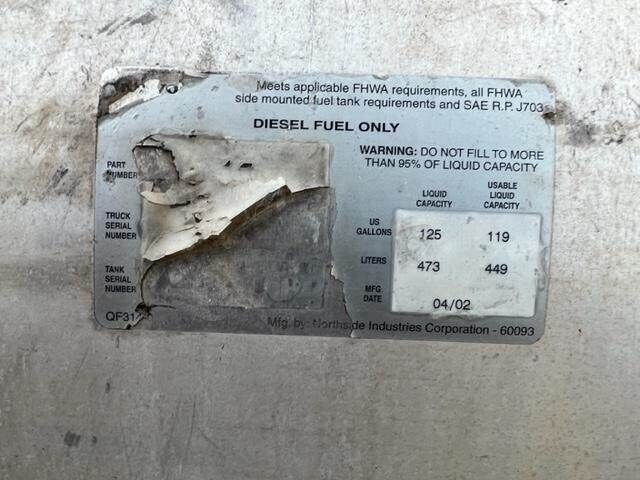 Meets applicable FHWA requirements, all FHWA
side mounted fuel tank requirements and SAE R.P. J703
DIESEL FUEL ONLY
WARNING: DO NOT FILL TO MORE
THAN 95% OF LIQUID CAPACITY
PART
NUMBER
TRUCK
SERIAL
NUMBER
TANK
SERIAL
NUMBER
LIQUID
CAPACITY
USABLE
LIQUID
CAPACITY
US
GALLONS
125 119
LITERS
473 449
MFG
DATE
04/02
Mfg. by: Northside Industries Corporation - 60093